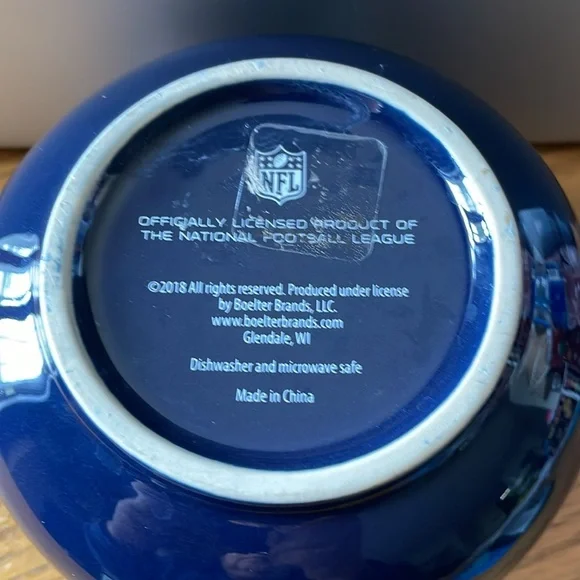 NFL
OFFICIALLY LICENSED PRODUCT OF
THE NATIONAL FOOTBALL LEAGUE
©2018 All rights reserved. Produced under license
by Boelter Brands, LLC.
www.boelterbrands.com
Glendale, WI
Dishwasher and microwave safe
Made in China